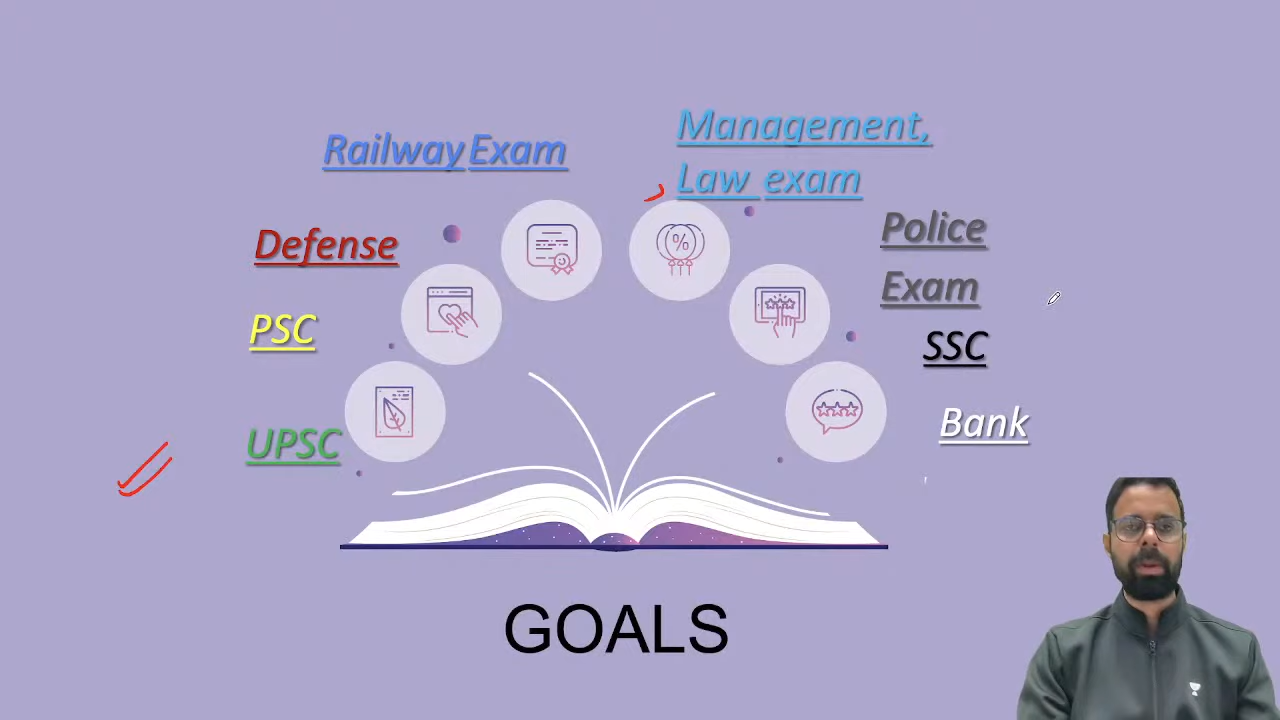 Railway Exam
Management,
Law exam
Defense
Police
Exam
PSC
SSC
UPSC
Bank
%
GOALS